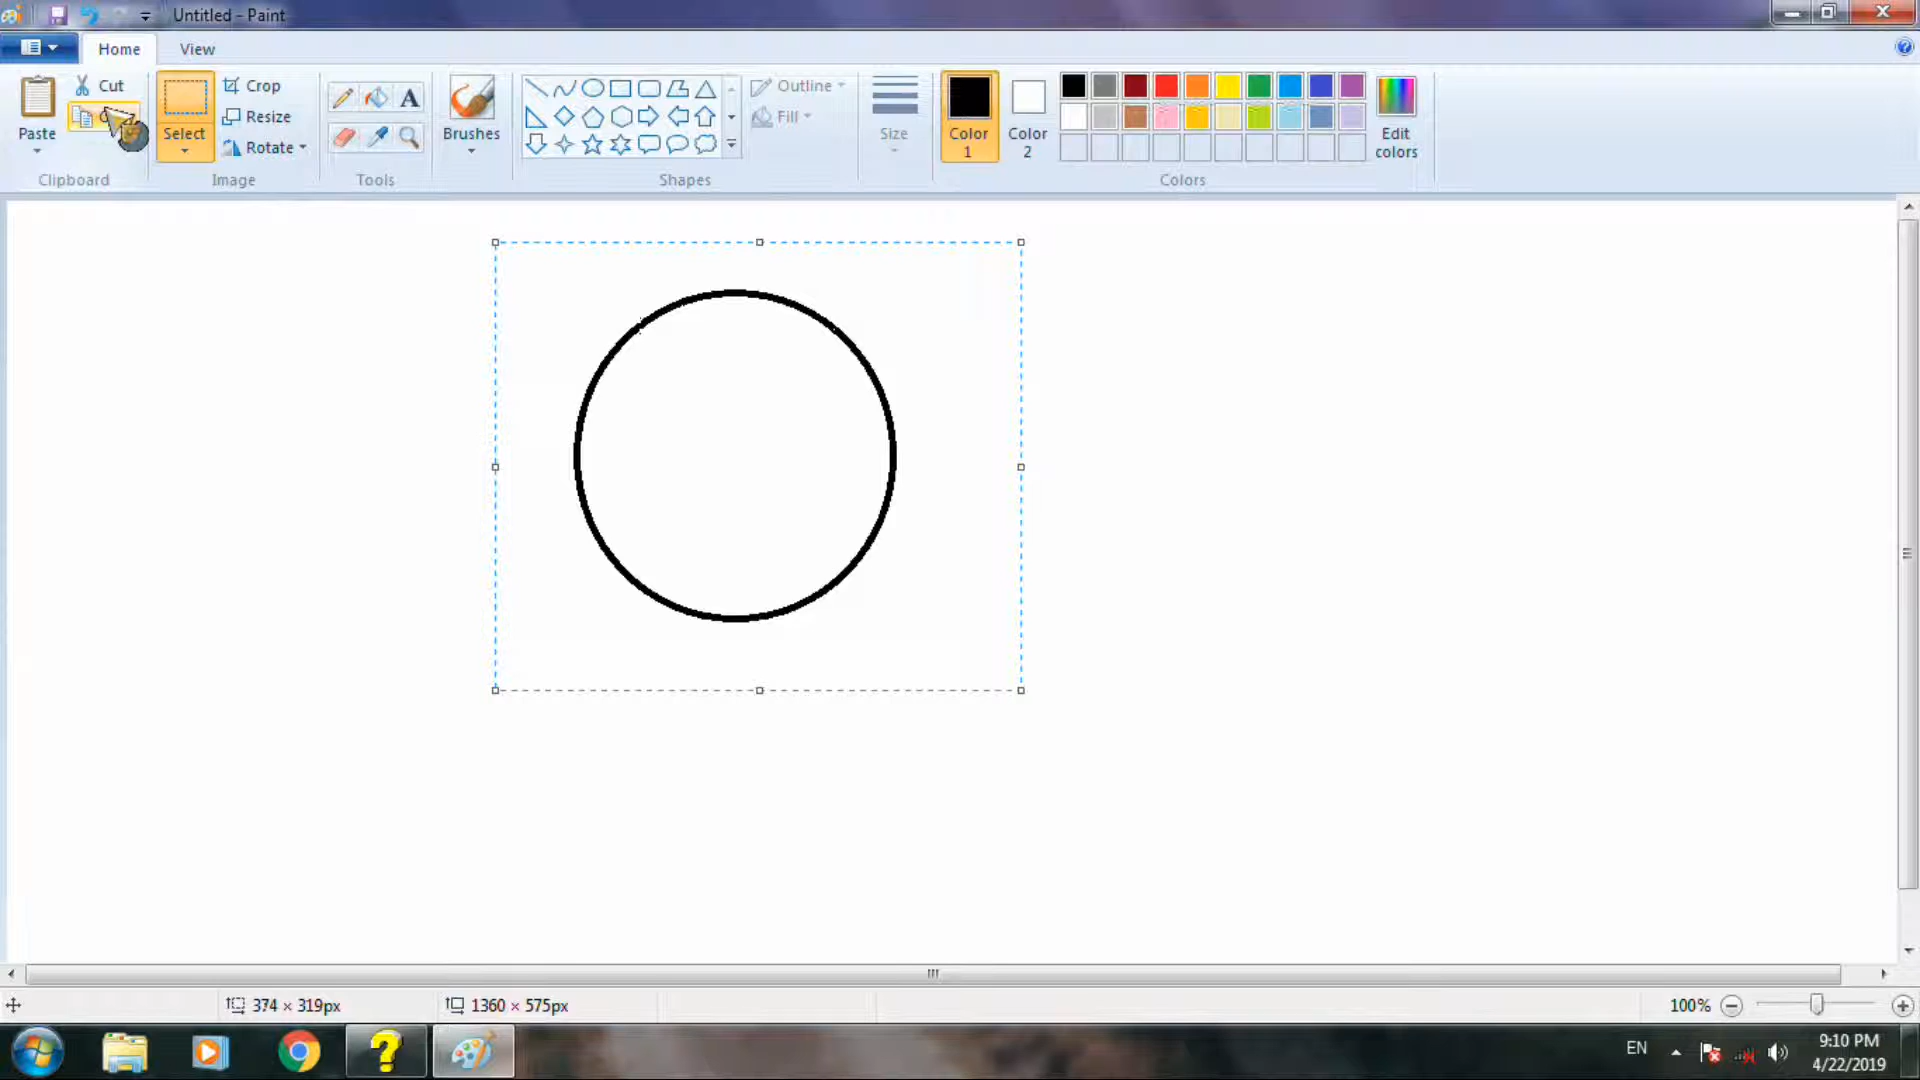 Untitled - Paint
Home View
Cut
Paste
Select
Crop
Resize
Rotate
A
Brushes
Outline
Fill
Size
Color
1
Color
2
Edit
colors
Clipboard Image Tools Shapes Colors
374 × 319px 1360 × 575px 100%
EN
9:10 PM
4/22/2019